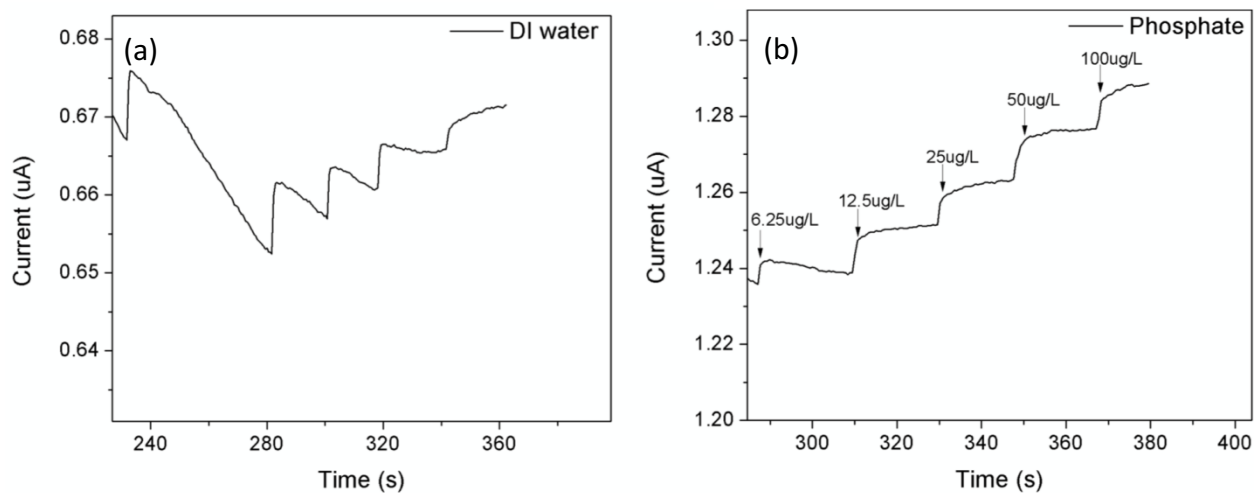 (a)
DI water
0.68
0.67
0.66
0.65
0.64
Current (uA)
240 280 320 360
Time (s)
(b)
Phosphate
1.30
1.28
1.26
1.24
1.22
1.20
Current (uA)
6.25ug/L
12.5ug/L
25ug/L
50ug/L
100ug/L
300 320 340 360 380 400
Time (s)